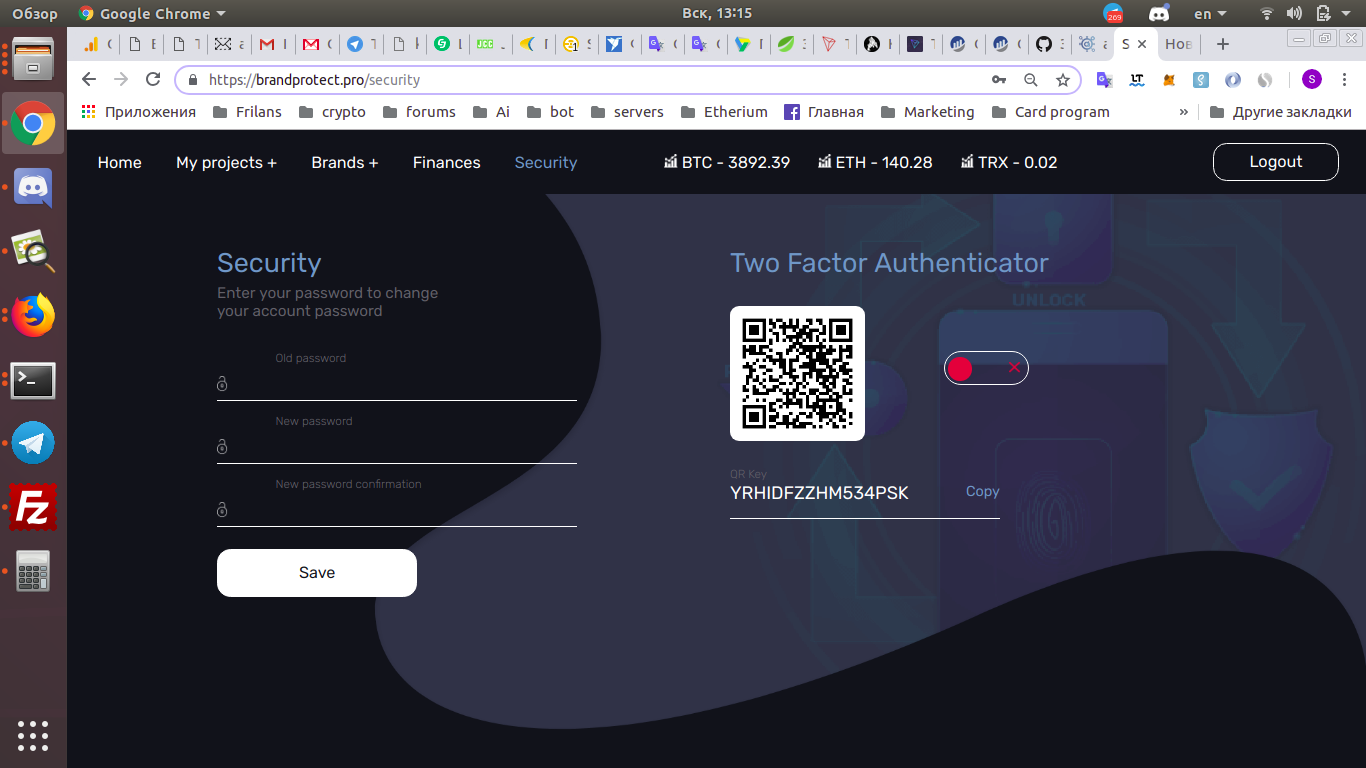 Обзор Google Chrome Вск, 13:15 269 en
Нов
https://brandprotect.pro/security
Приложения Frilans crypto forums Ai bot servers Etherium Главная Marketing Card program » Другие закладки
Home My projects + Brands + Finances Security BTC - 3892.39 ETH - 140.28 TRX - 0.02 Logout
Security
Enter your password to change
your account password
Old password
New password
New password confirmation
Save
Two Factor Authenticator
UNLOCK
QR Key
YRHIDFZZHM534PSK Copy